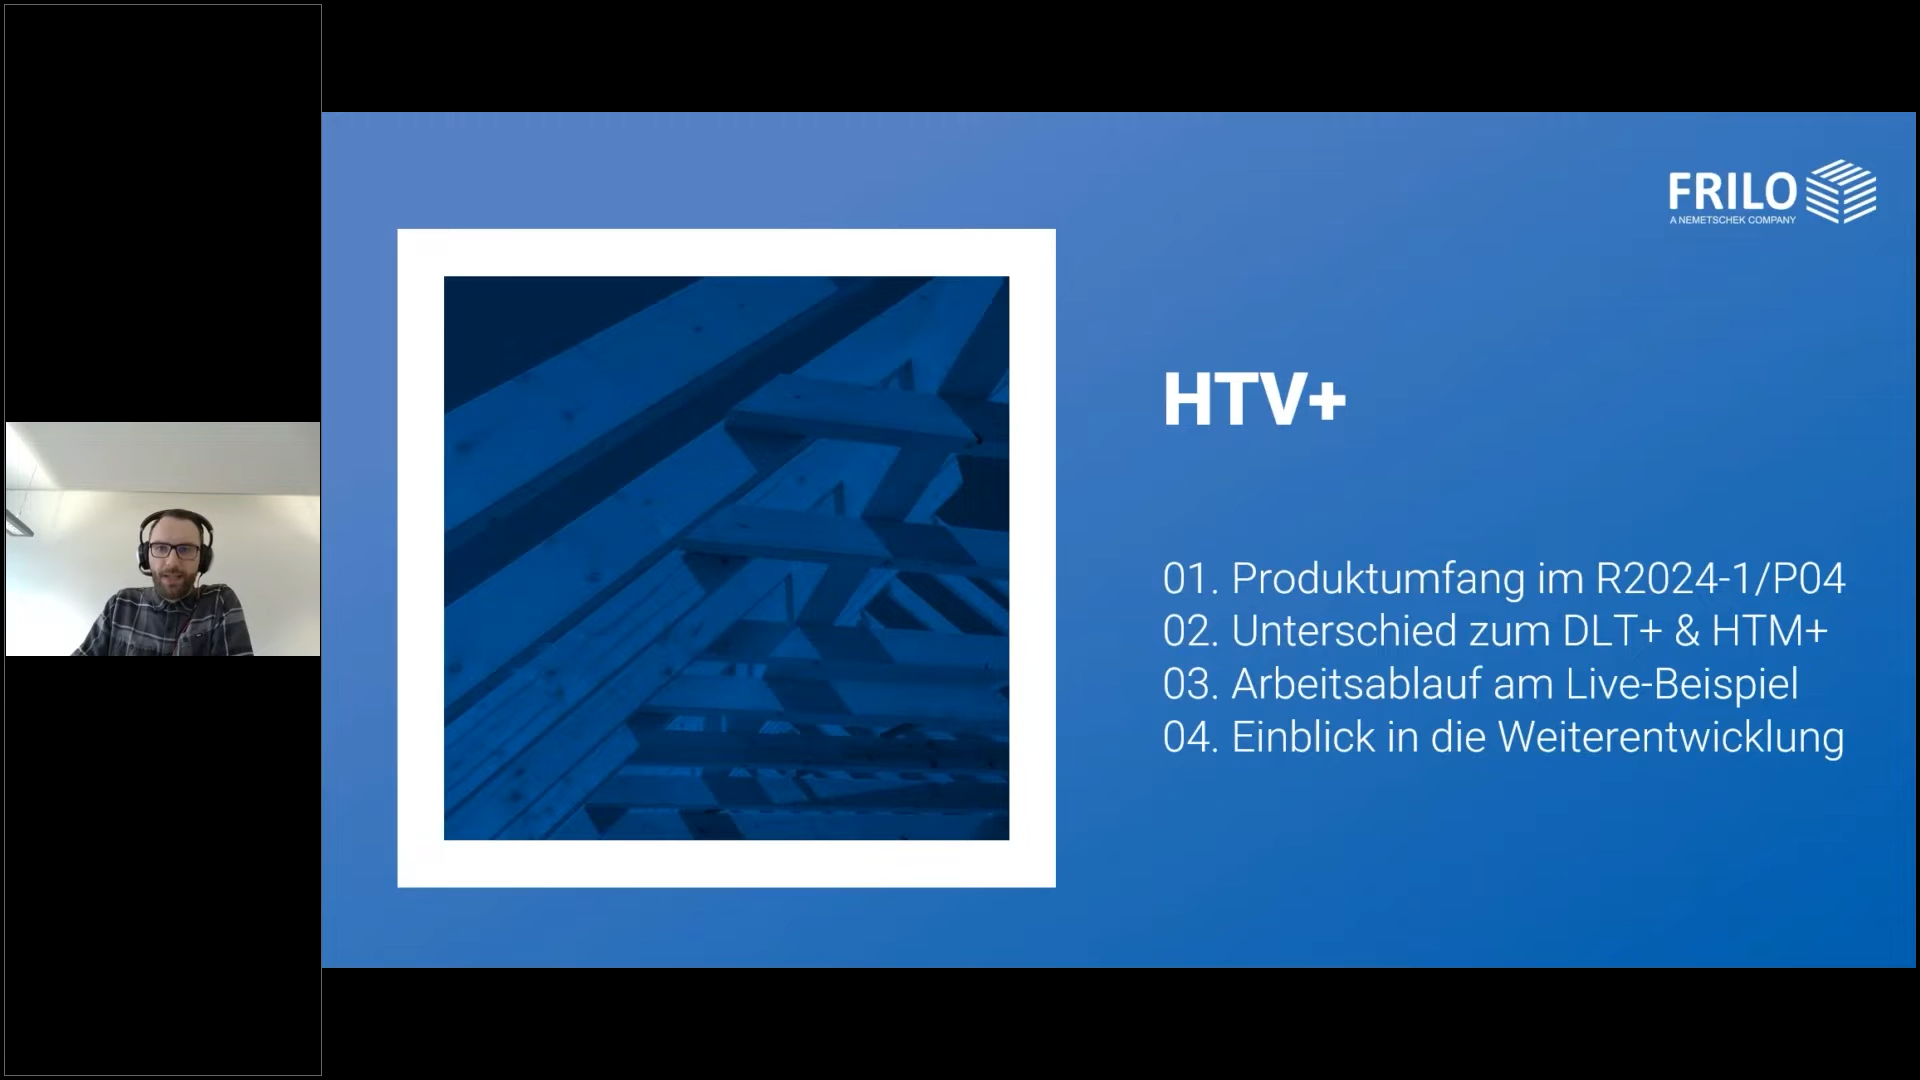 FRILO
A NEMETSCHEK COMPANY
HTV+
01. Produktumfang im R2024-1/P04
02. Unterschied zum DLT+ & HTM+
03. Arbeitsablauf am Live-Beispiel
04. Einblick in die Weiterentwicklung